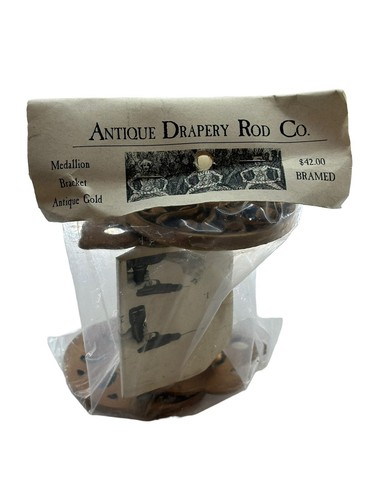 ANTIQUE DRAPERY ROD CO.
Medallion
Bracket
Antique Gold
$42.00
BRAMED